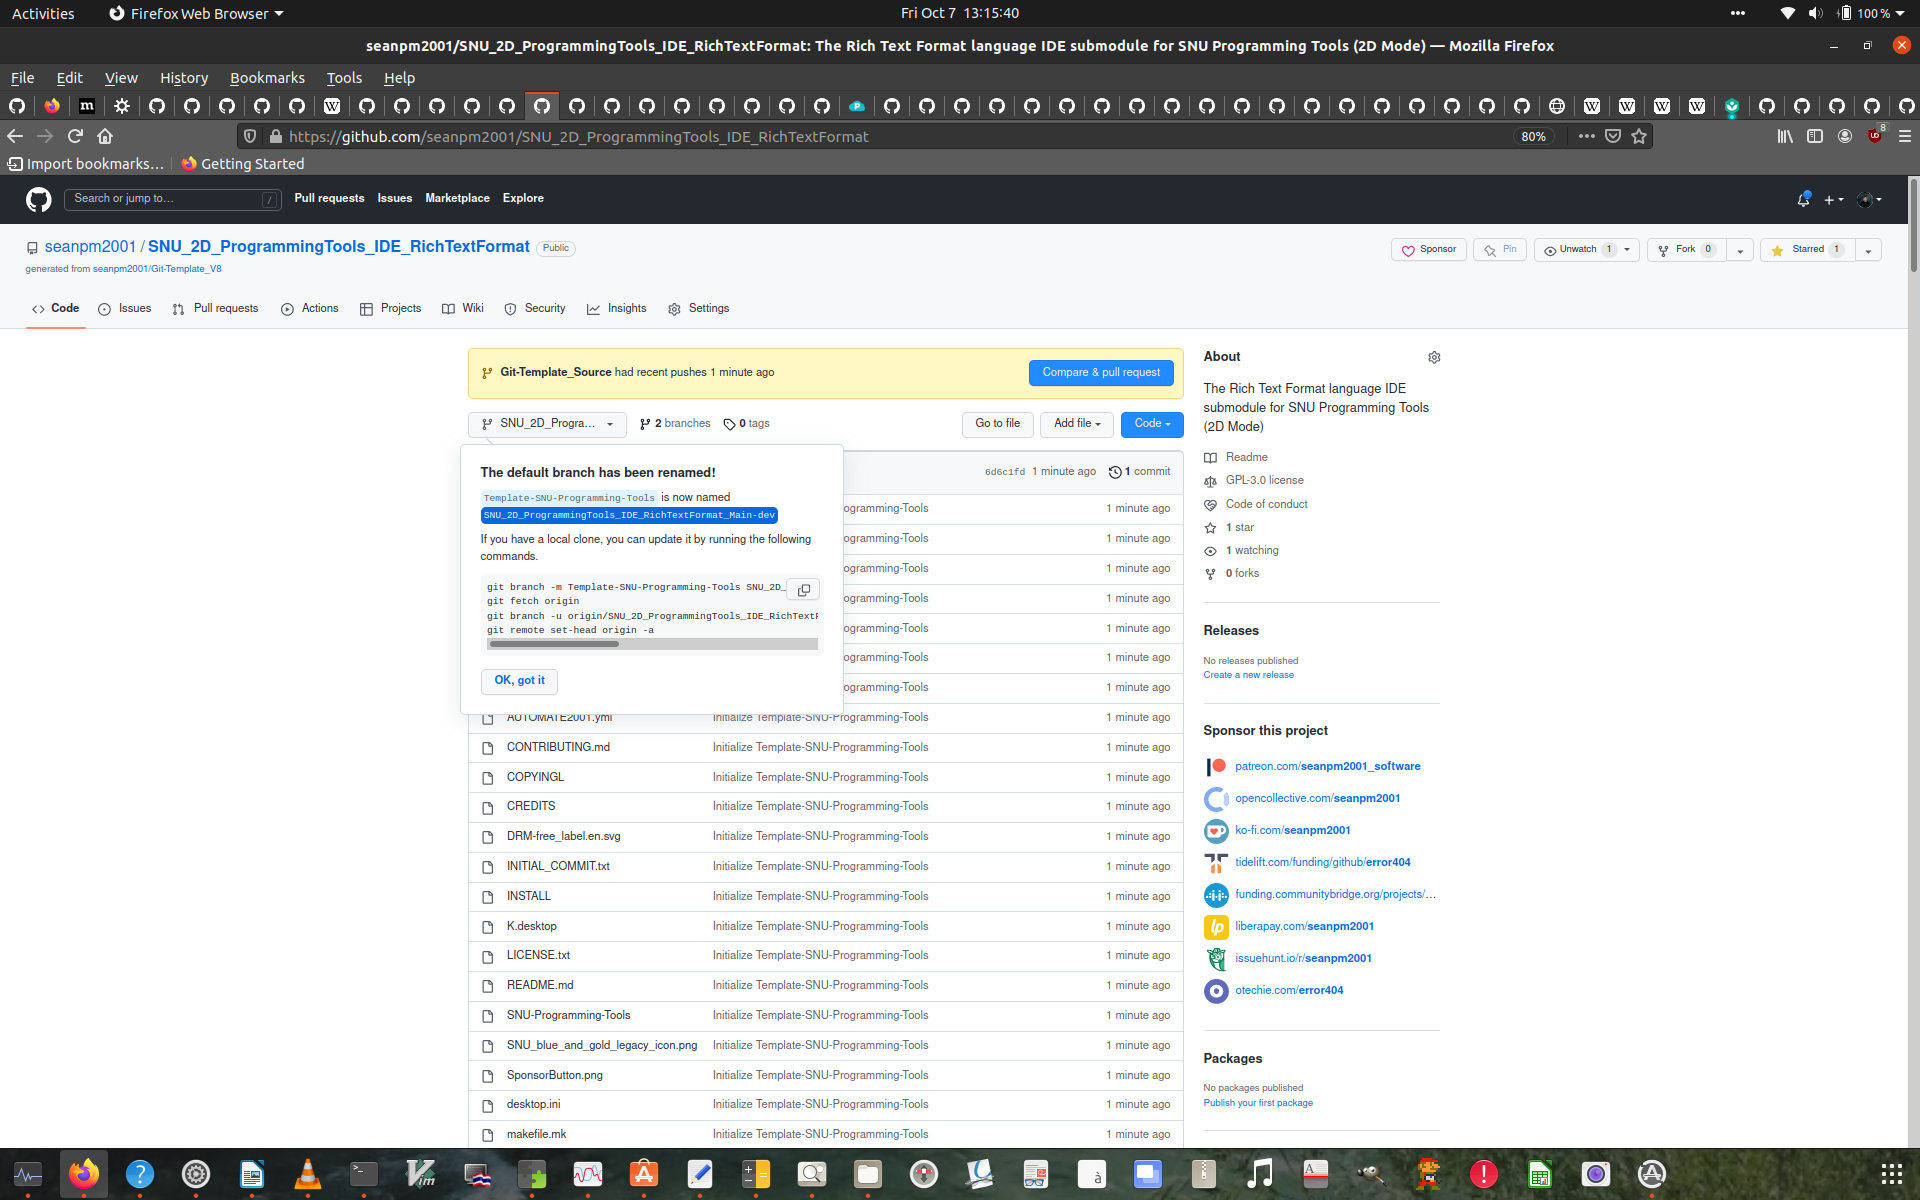 Activities
Firefox Web Browser
Fri Oct 7 13:15:40
100 %
seanpm2001/SNU_2D_ProgrammingTools_IDE_RichTextFormat: The Rich Text Format language IDE submodule for SNU Programming Tools (2D Mode) — Mozilla Firefox
File Edit View History Bookmarks Tools Help
https://github.com/seanpm2001/SNU_2D_ProgrammingTools_IDE_RichTextFormat
80%
8
Import bookmarks…
Getting Started
Search or jump to…
/
Pull requests Issues Marketplace Explore
seanpm2001 / SNU_2D_ProgrammingTools_IDE_RichTextFormat
Public
generated from seanpm2001/Git-Template_V8
Sponsor
Pin
Unwatch 1
Fork 0
Starred 1
Code Issues Pull requests Actions Projects Wiki Security Insights Settings
Git-Template_Source had recent pushes 1 minute ago
Compare & pull request
SNU_2D_Progra...
2 branches
0 tags
Go to file
Add file
Code
The default branch has been renamed!
Template-SNU-Programming-Tools is now named
SNU_2D_ProgrammingTools_IDE_RichTextFormat_Main-dev
If you have a local clone, you can update it by running the following
commands.
git branch -m Template-SNU-Programming-Tools SNU_2D_
git fetch origin
git branch -u origin/SNU_2D_ProgrammingTools_IDE_RichTextF
git remote set-head origin -a
OK, got it
6d6c1fd 1 minute ago
1 commit
ogramming-Tools 1 minute ago
ogramming-Tools 1 minute ago
ogramming-Tools 1 minute ago
ogramming-Tools 1 minute ago
ogramming-Tools 1 minute ago
ogramming-Tools 1 minute ago
ogramming-Tools 1 minute ago
AUTOMATE2001.yml Initialize Template-SNU-Programming-Tools 1 minute ago
CONTRIBUTING.md Initialize Template-SNU-Programming-Tools 1 minute ago
COPYINGL Initialize Template-SNU-Programming-Tools 1 minute ago
CREDITS Initialize Template-SNU-Programming-Tools 1 minute ago
DRM-free_label.en.svg Initialize Template-SNU-Programming-Tools 1 minute ago
INITIAL_COMMIT.txt Initialize Template-SNU-Programming-Tools 1 minute ago
INSTALL Initialize Template-SNU-Programming-Tools 1 minute ago
K.desktop Initialize Template-SNU-Programming-Tools 1 minute ago
LICENSE.txt Initialize Template-SNU-Programming-Tools 1 minute ago
README.md Initialize Template-SNU-Programming-Tools 1 minute ago
SNU-Programming-Tools Initialize Template-SNU-Programming-Tools 1 minute ago
SNU_blue_and_gold_legacy_icon.png Initialize Template-SNU-Programming-Tools 1 minute ago
SponsorButton.png Initialize Template-SNU-Programming-Tools 1 minute ago
desktop.ini Initialize Template-SNU-Programming-Tools 1 minute ago
makefile.mk Initialize Template-SNU-Programming-Tools 1 minute ago
About
The Rich Text Format language IDE
submodule for SNU Programming Tools
(2D Mode)
Readme
GPL-3.0 license
Code of conduct
1 star
1 watching
0 forks
Releases
No releases published
Create a new release
Sponsor this project
patreon.com/seanpm2001_software
opencollective.com/seanpm2001
ko-fi.com/seanpm2001
tidelift.com/funding/github/error404
funding.communitybridge.org/projects/…
liberapay.com/seanpm2001
issuehunt.io/r/seanpm2001
otechie.com/error404
Packages
No packages published
Publish your first package